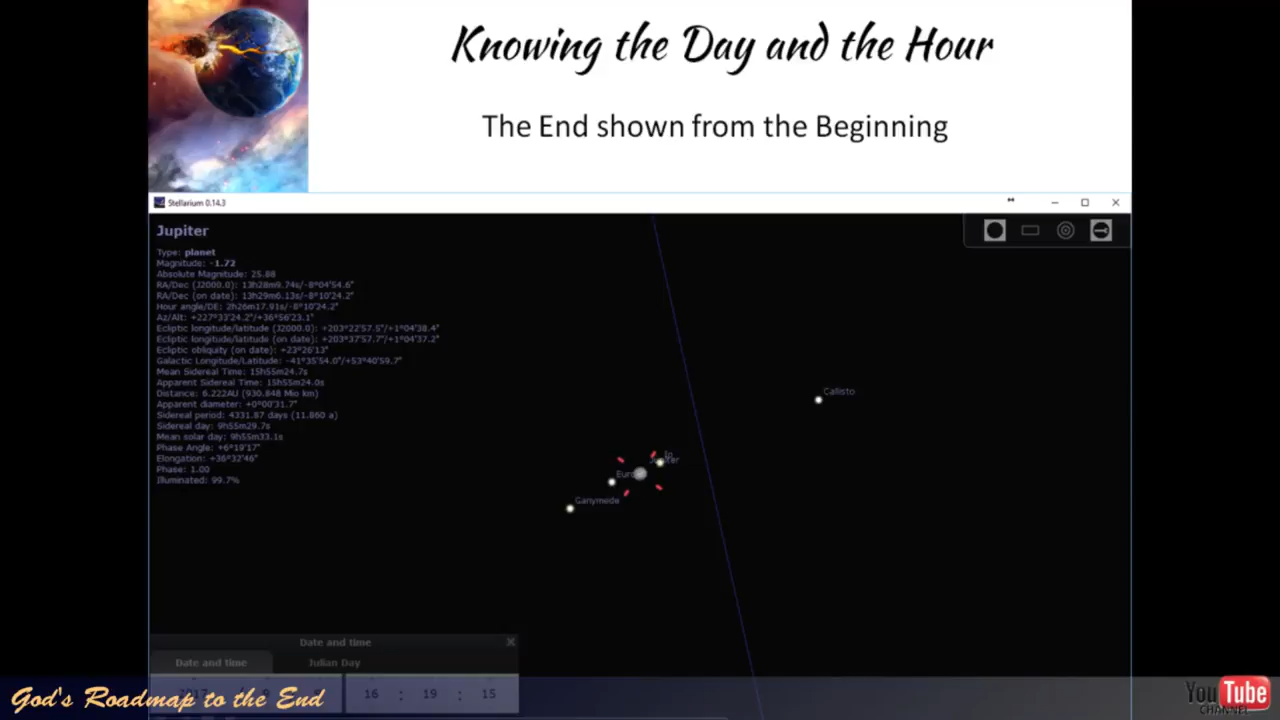 Knowing the Day and the Hour
The End shown from the Beginning
Stellarium 0.14.3
Jupiter
Type: planet
Magnitude: -1.72
Absolute Magnitude: 25.88
RA/Dec (J2000.0): 13h28m9.74s/-8°04'54.6"
RA/Dec (on date): 13h29m6.13s/-8°10'24.2"
Hour angle/DE: 2h26m17.91s/-8°10'24.2"
Az/Alt: +227°33'24.2"/+36°56'23.1"
Ecliptic longitude/latitude (J2000.0): +203°22'57.5"/+1°04'38.4"
Ecliptic longitude/latitude (on date): +203°37'57.7"/+1°04'37.2"
Ecliptic obliquity (on date): +23°26'13"
Galactic Longitude/Latitude: -41°35'54.0"/+53°40'59.7"
Mean Sidereal Time: 15h55m24.7s
Apparent Sidereal Time: 15h55m24.0s
Distance: 6.222AU (930.848 Mio km)
Apparent diameter: +0°00'31.7"
Sidereal period: 4331.87 days (11.860 a)
Sidereal day: 9h55m29.7s
Mean solar day: 9h55m33.1s
Phase Angle: +6°19'17"
Elongation: +36°32'46"
Phase: 1.00
Illuminated: 99.7%
Callisto
Io
Jupiter
Ganymede
Date and time
Date and time Julian Day
16 : 19 : 15
God's Roadmap to the End
YouTube
CHANNEL